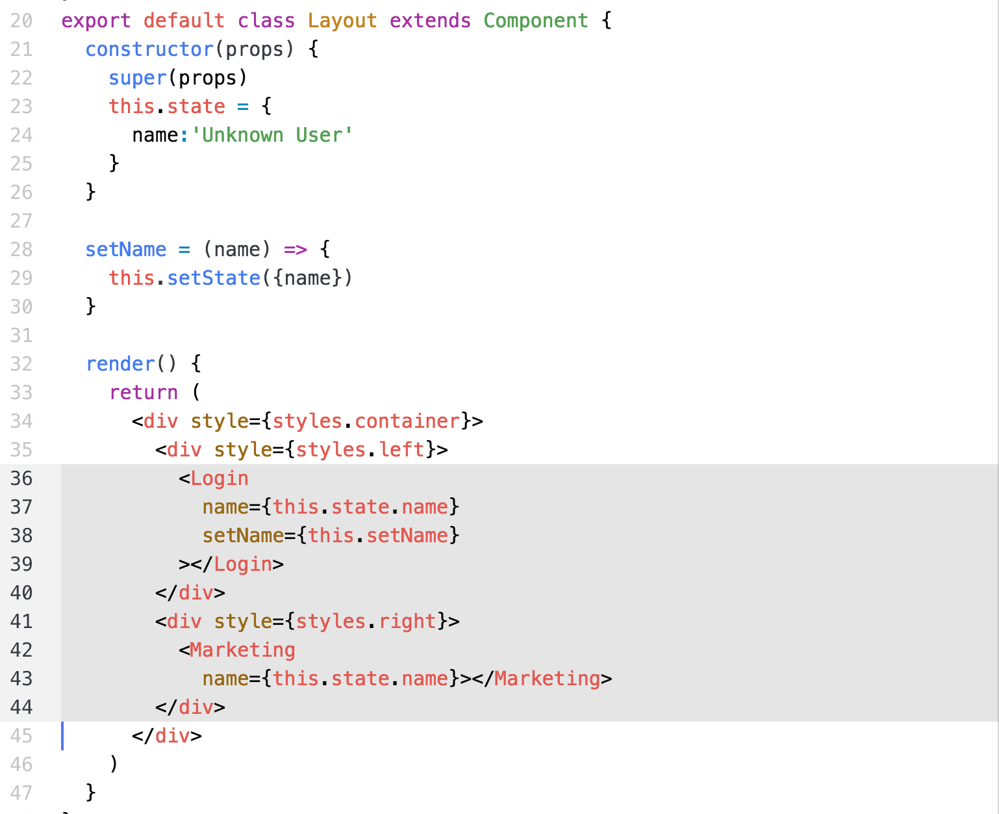 20 export default class Layout extends Component {
21   constructor(props) {
22     super(props)
23     this.state = {
24       name:'Unknown User'
25     }
26   }
27
28   setName = (name) => {
29     this.setState({name})
30   }
31
32   render() {
33     return (
34       <div style={styles.container}>
35         <div style={styles.left}>
36           <Login
37             name={this.state.name}
38             setName={this.setName}
39           ></Login>
40         </div>
41         <div style={styles.right}>
42           <Marketing
43             name={this.state.name}></Marketing>
44         </div>
45       </div>
46     )
47   }